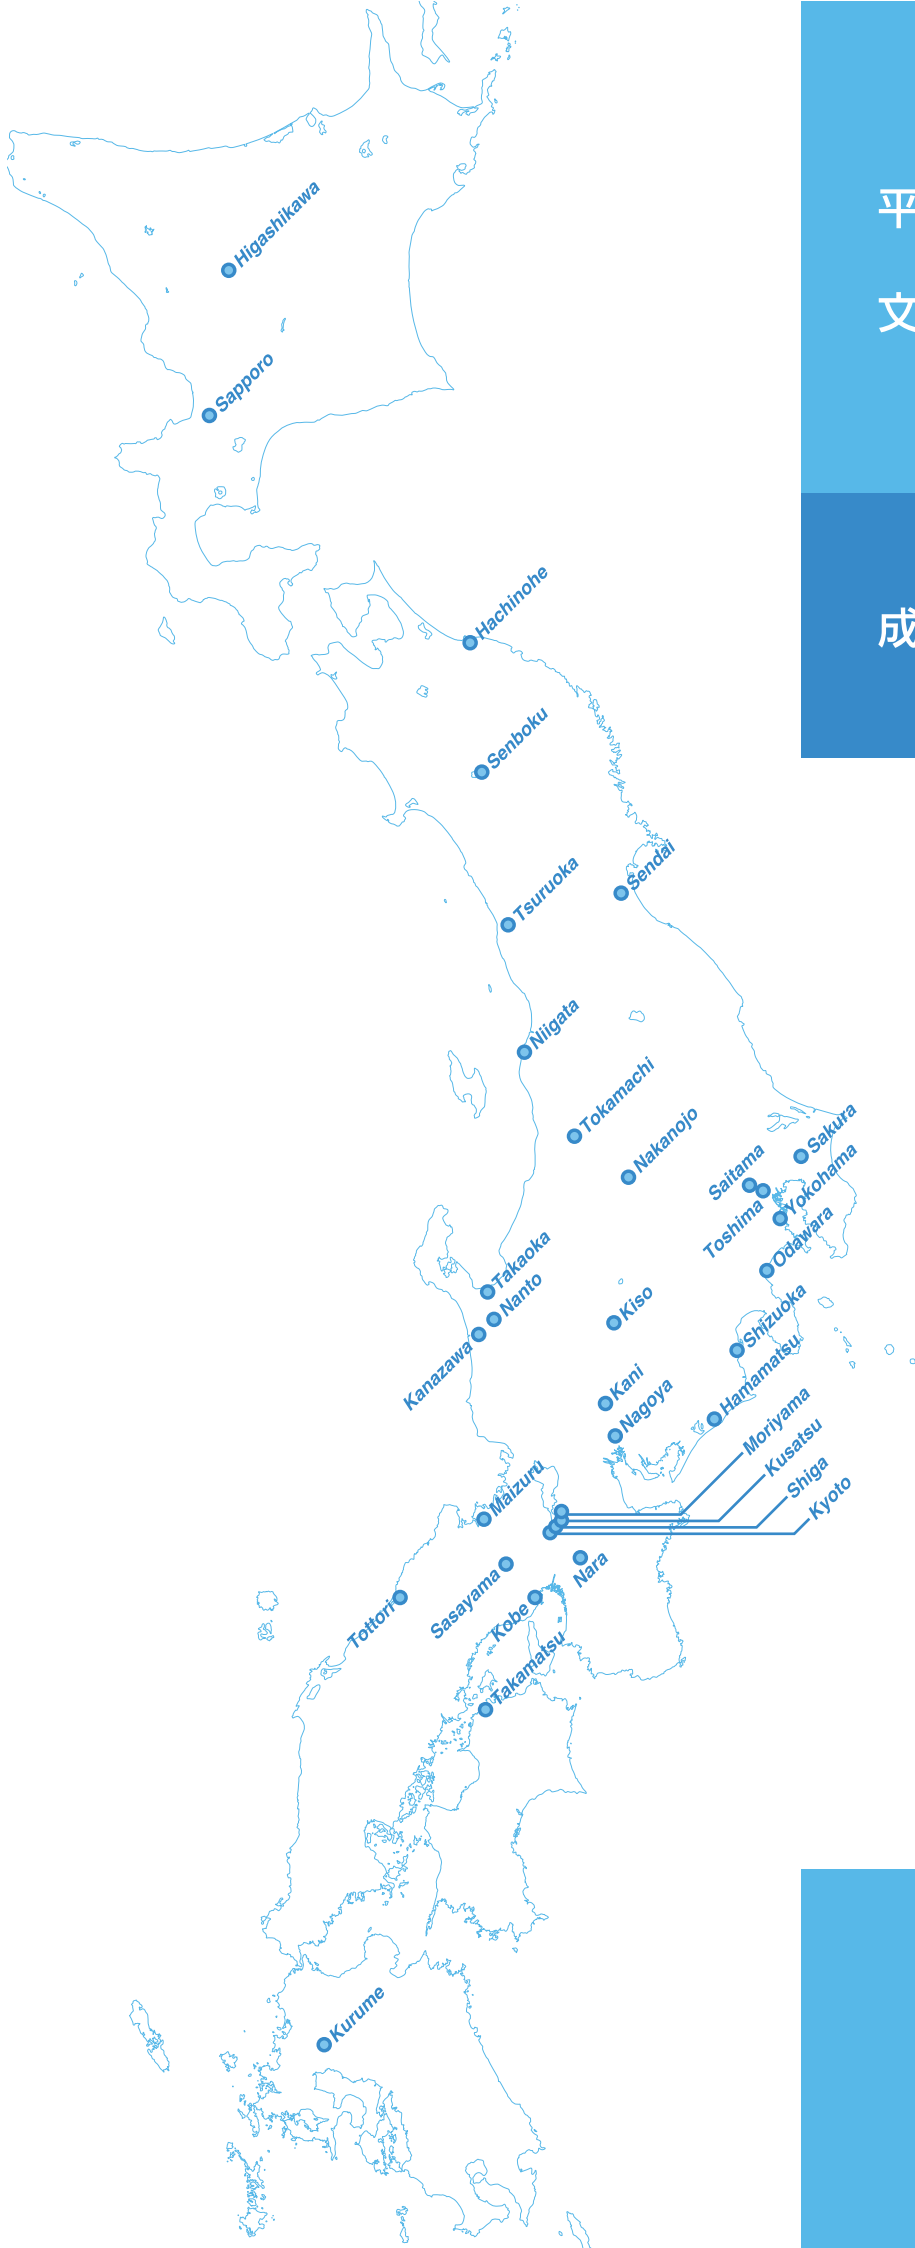 平
文
成
Higashikawa
Sapporo
Hachinohe
Senboku
Sendai
Tsuruoka
Niigata
Tokamachi
Nakanojo
Sakura
Saitama
Yokohama
Toshima
Odawara
Takaoka
Nanto
Kanazawa
Kiso
Shizuoka
Hamamatsu
Kani
Nagoya
Moriyama
Kusatsu
Shiga
Kyoto
Maizuru
Nara
Sasayama
Kobe
Tottori
Takamatsu
Kurume